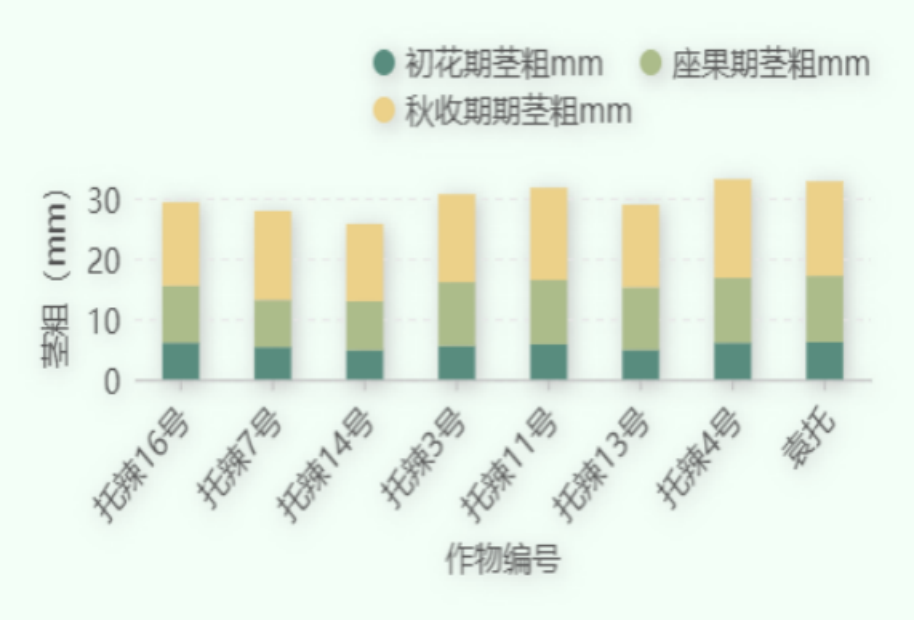 初花期茎粗mm 座果期茎粗mm
秋收期期茎粗mm
茎粗（mm）
30
20
10
0
托辣16号 托辣7号 托辣14号 托辣3号 托辣11号 托辣13号 托辣4号 袁托
作物编号